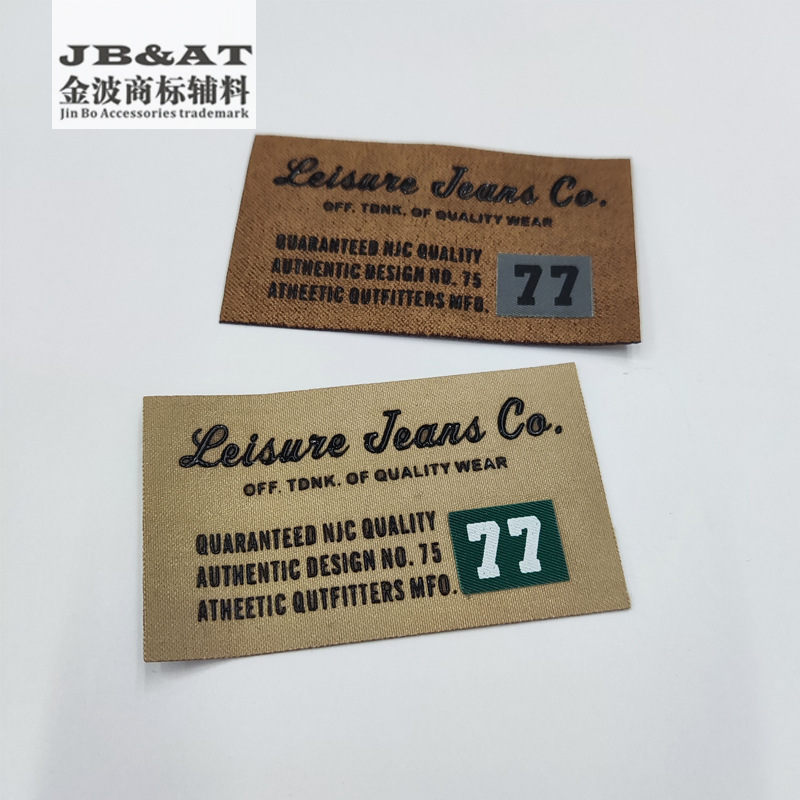 JB&AT
金波商标辅料
Jin Bo Accessories trademark
Leisure Jeans Co.
OFF. TDNK. OF QUALITY WEAR
QUARANTEED NJC QUALITY
AUTHENTIC DESIGN NO. 75
ATHEETIC QUTFITTERS MFO.
77
Leisure Jeans Co.
OFF. TDNK. OF QUALITY WEAR
QUARANTEED NJC QUALITY
AUTHENTIC DESIGN NO. 75
ATHEETIC QUTFITTERS MFO.
77